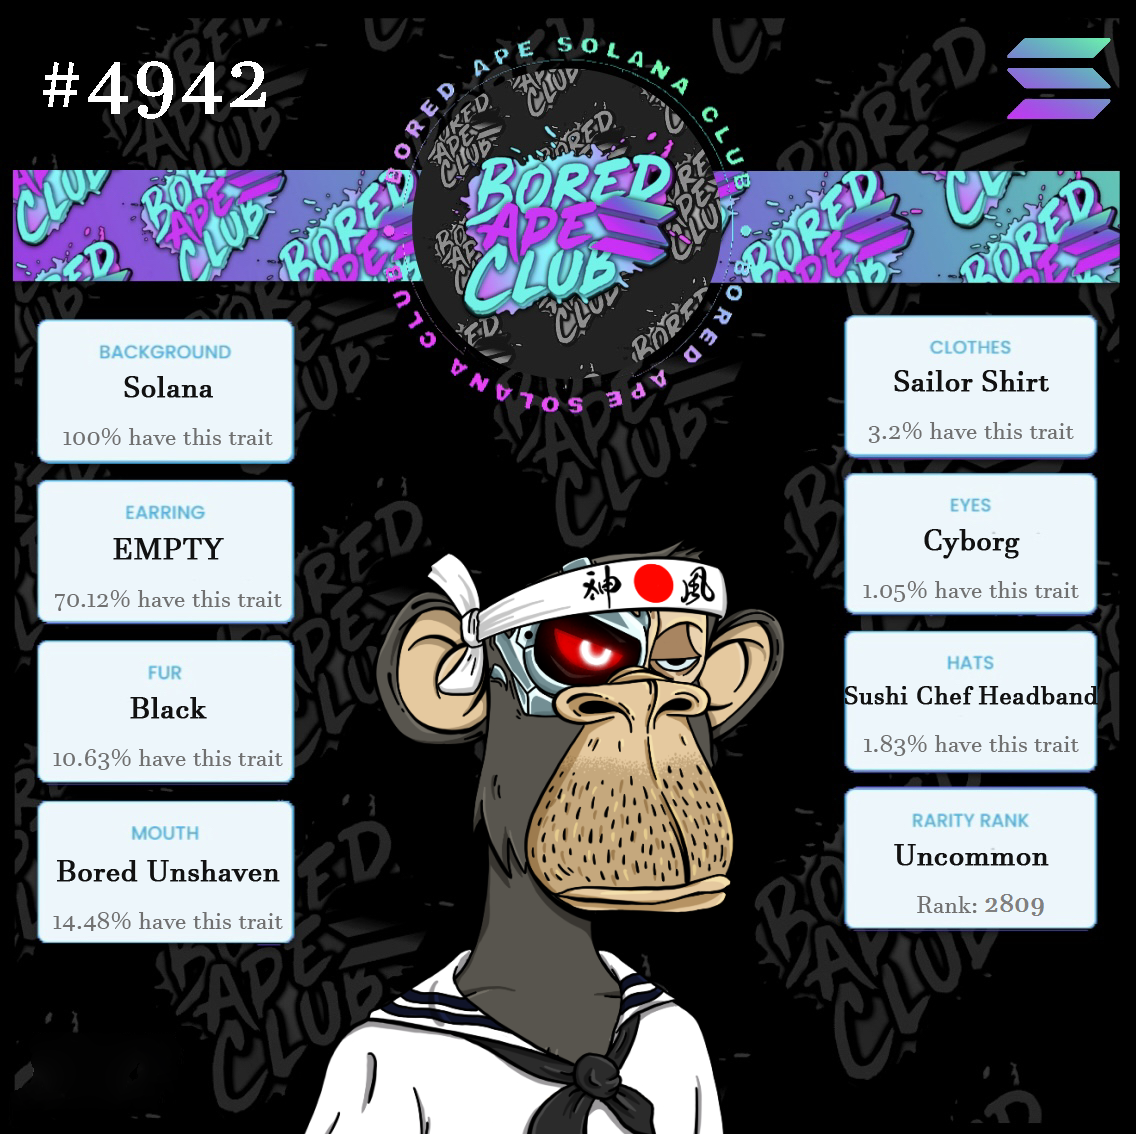 #4942
BORED APE SOLANA CLUB
BORED APE SOLANA CLUB
BORED
APE
CLUB
BACKGROUND
Solana
100% have this trait
EARRING
EMPTY
70.12% have this trait
FUR
Black
10.63% have this trait
MOUTH
Bored Unshaven
14.48% have this trait
CLOTHES
Sailor Shirt
3.2% have this trait
EYES
Cyborg
1.05% have this trait
HATS
Sushi Chef Headband
1.83% have this trait
RARITY RANK
Uncommon
Rank: 2809
神風